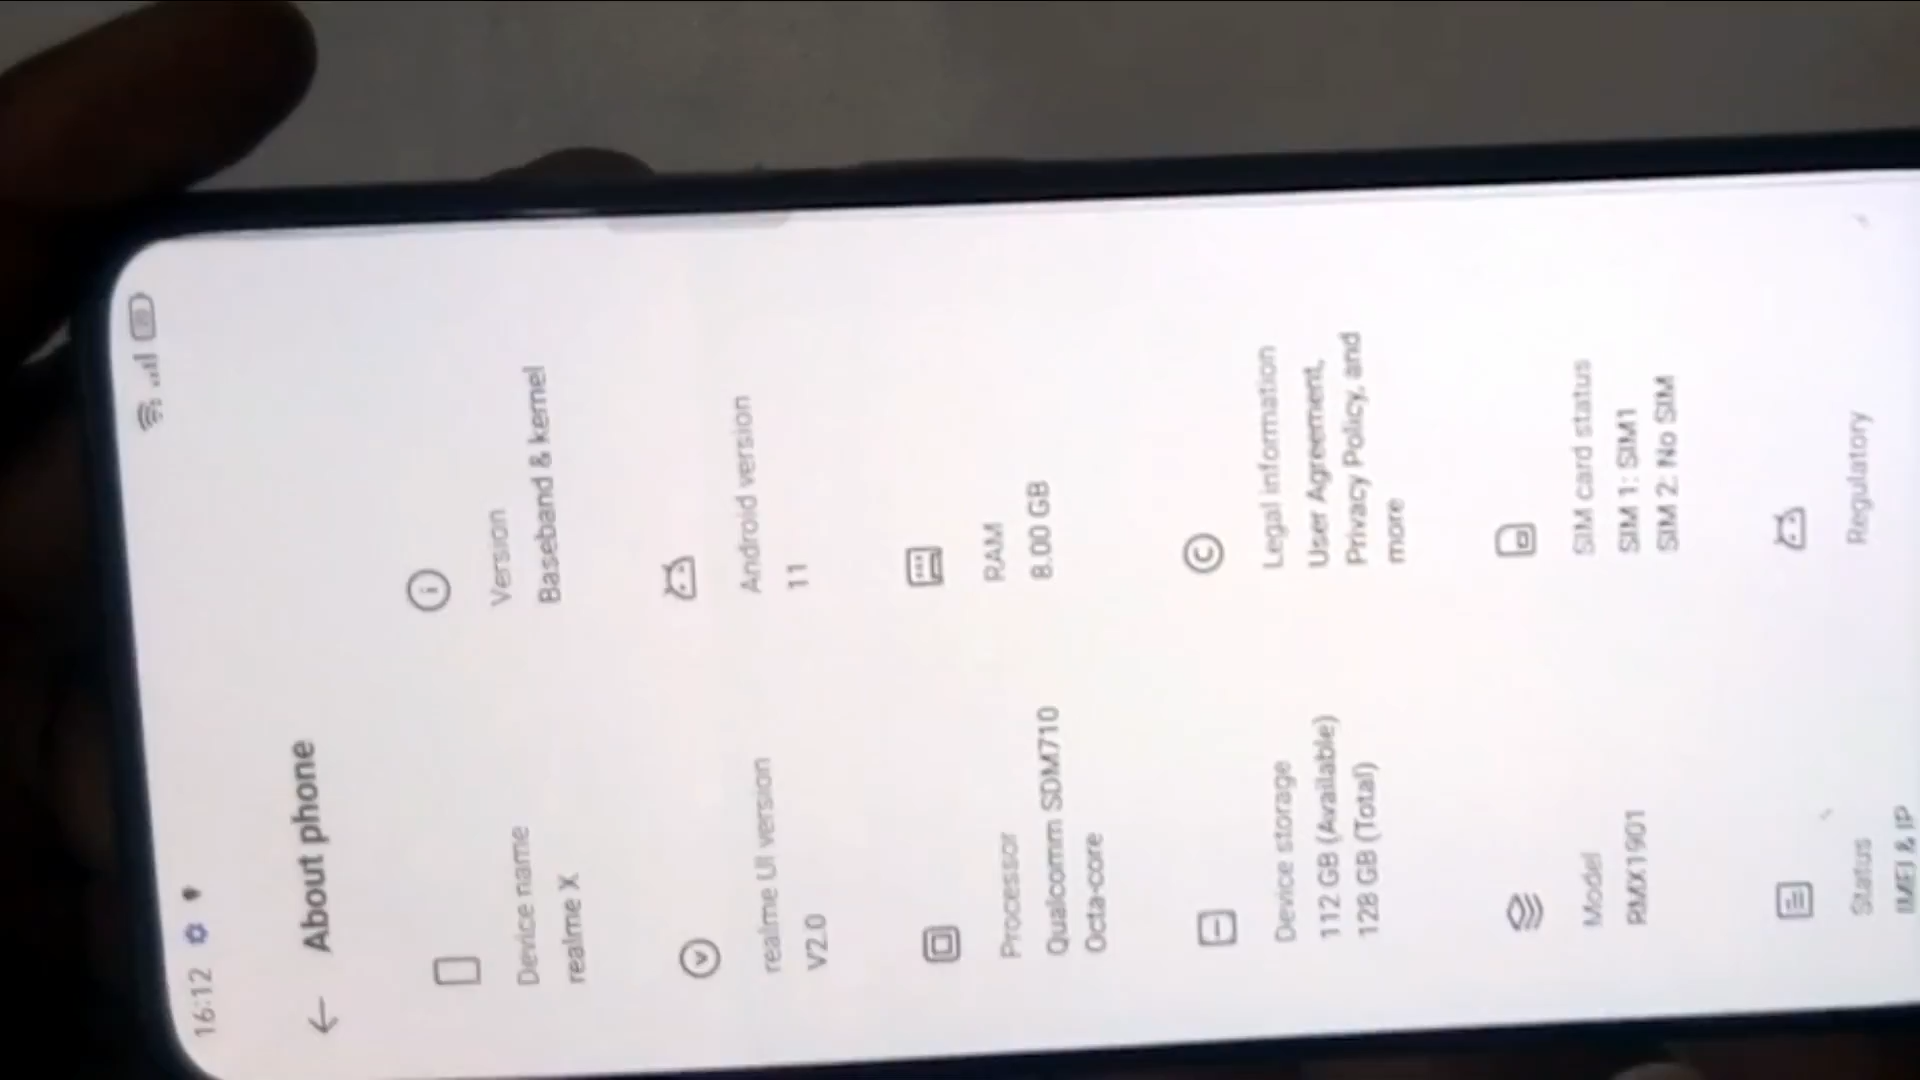 16:12
About phone
Device name
realme X
Version
Baseband & kernel
realme UI version
V2.0
Android version
11
Processor
Qualcomm SDM710
Octa-core
RAM
8.00 GB
Device storage
112 GB (Available)
128 GB (Total)
Legal information
User Agreement,
Privacy Policy, and
more
Model
RMX1901
SIM card status
SIM 1: SIM1
SIM 2: No SIM
Status
IMEI & IP
Regulatory